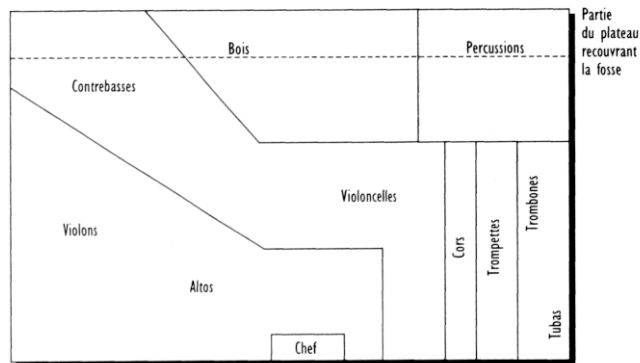 Partie
du plateau
recouvrant
la fosse
Bois
Percussions
Contrebasses
Violoncelles
Violons
Altos
Cors
Trompettes
Trombones
Tubas
Chef